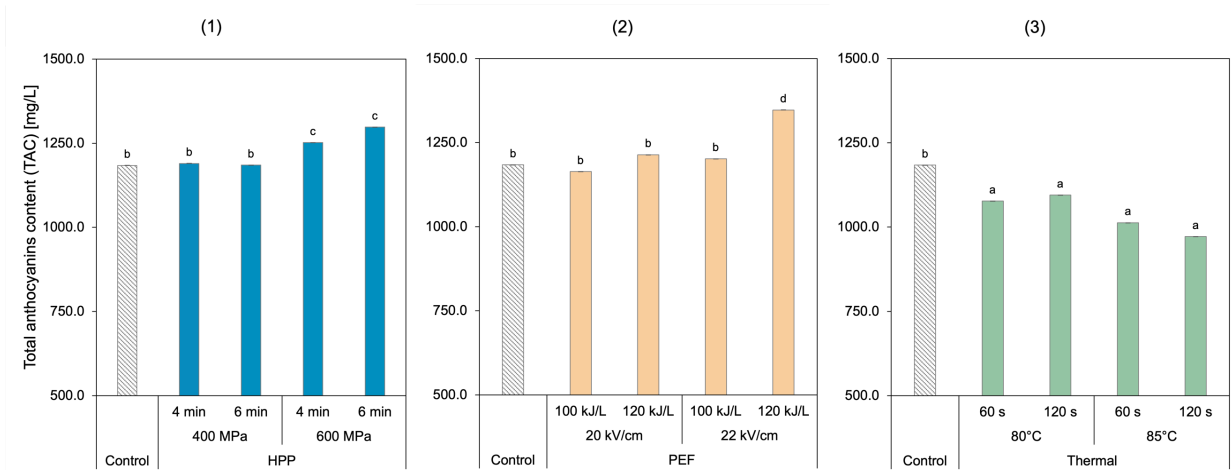 (1)
Total anthocyanins content (TAC) [mg/L]
1500.0
1250.0
1000.0
750.0
500.0
b
b
b
c
c
4 min
6 min
4 min
6 min
400 MPa
600 MPa
Control
HPP
(2)
1500.0
1250.0
1000.0
750.0
500.0
b
b
b
b
d
100 kJ/L
120 kJ/L
100 kJ/L
120 kJ/L
20 kV/cm
22 kV/cm
Control
PEF
(3)
1500.0
1250.0
1000.0
750.0
500.0
b
a
a
a
a
60 s
120 s
60 s
120 s
80°C
85°C
Control
Thermal